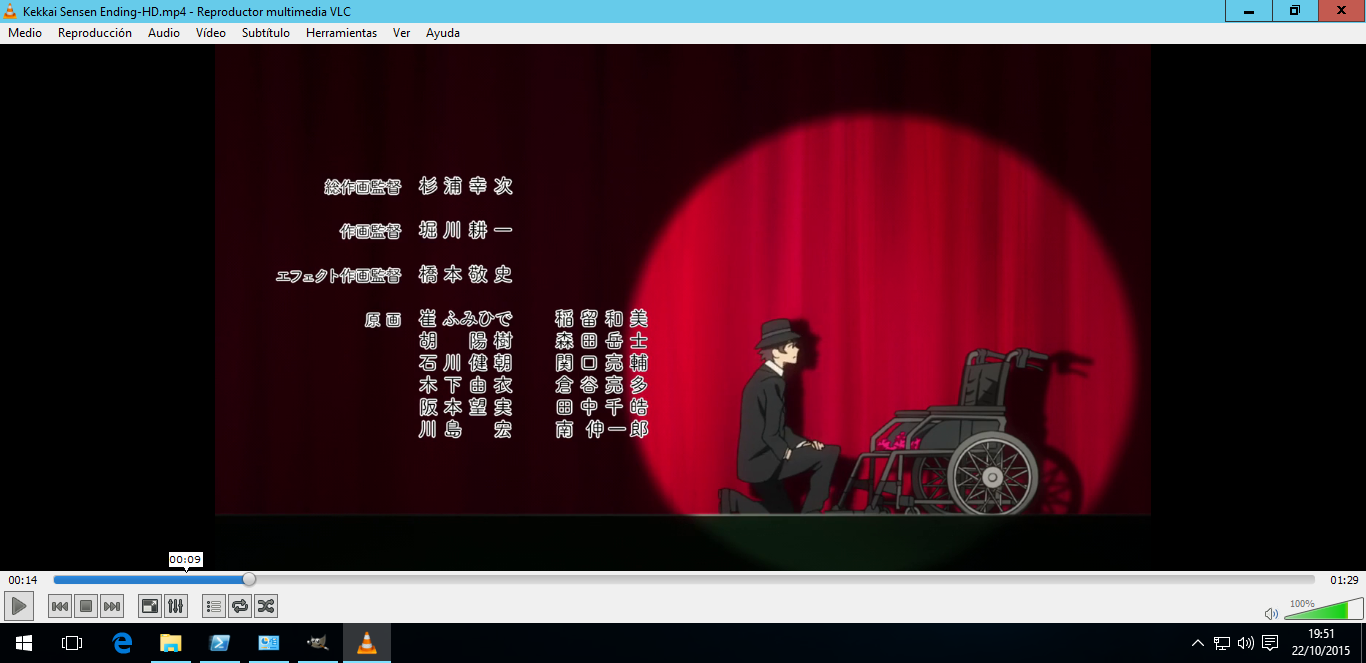 Kekkai Sensen Ending-HD.mp4 - Reproductor multimedia VLC
Medio Reproducción Audio Vídeo Subtítulo Herramientas Ver Ayuda
総作画監督 杉浦幸次
作画監督 堀川耕一
エフェクト作画監督 橋本敬史
原画 崔ふみひで 稲留和美
胡 陽樹 森田岳士
石川健朝 関口亮輔
木下由衣 倉谷亮多
阪本望実 田中千皓
川島 宏 南伸一郎
00:09
00:14 01:29
100%
19:51
22/10/2015